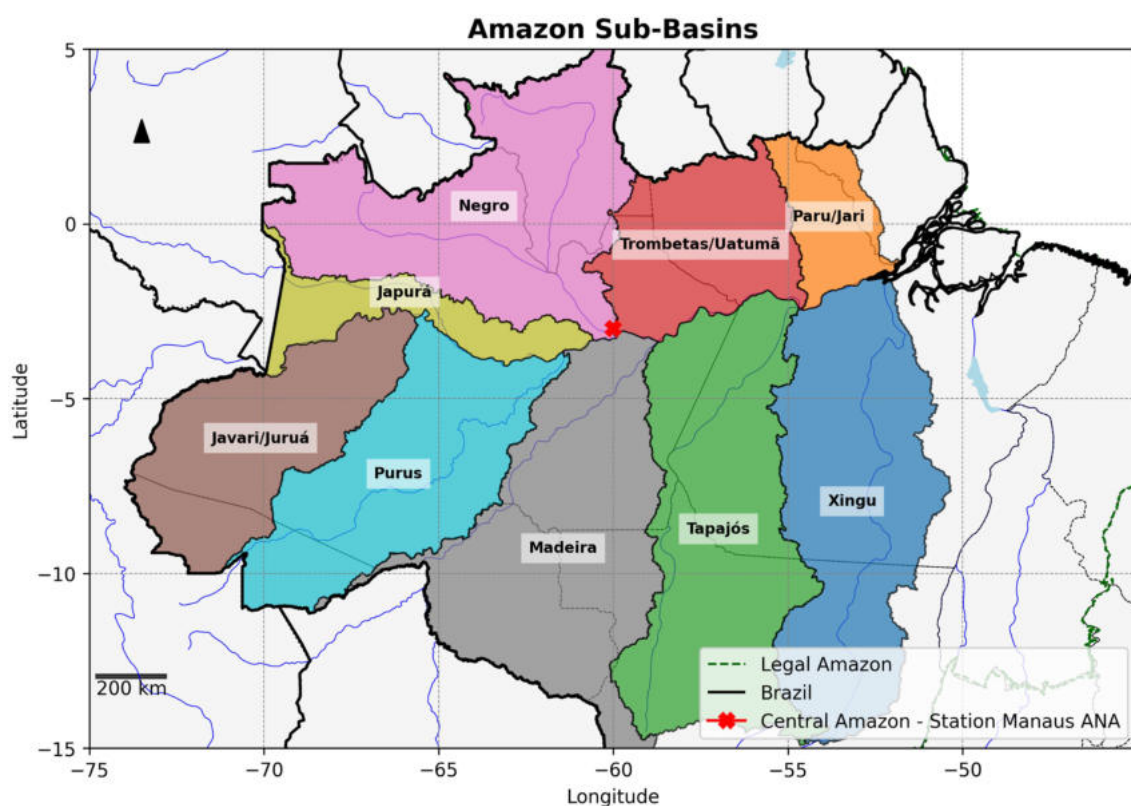 Amazon Sub-Basins
5
0
−5
−10
−15
Latitude
Negro
Paru/Jari
Trombetas/Uatumã
Japurá
Javari/Juruá
Purus
Xingu
Tapajós
Madeira
200 km
Legal Amazon
Brazil
Central Amazon - Station Manaus ANA
−75
−70
−65
−60
−55
−50
Longitude